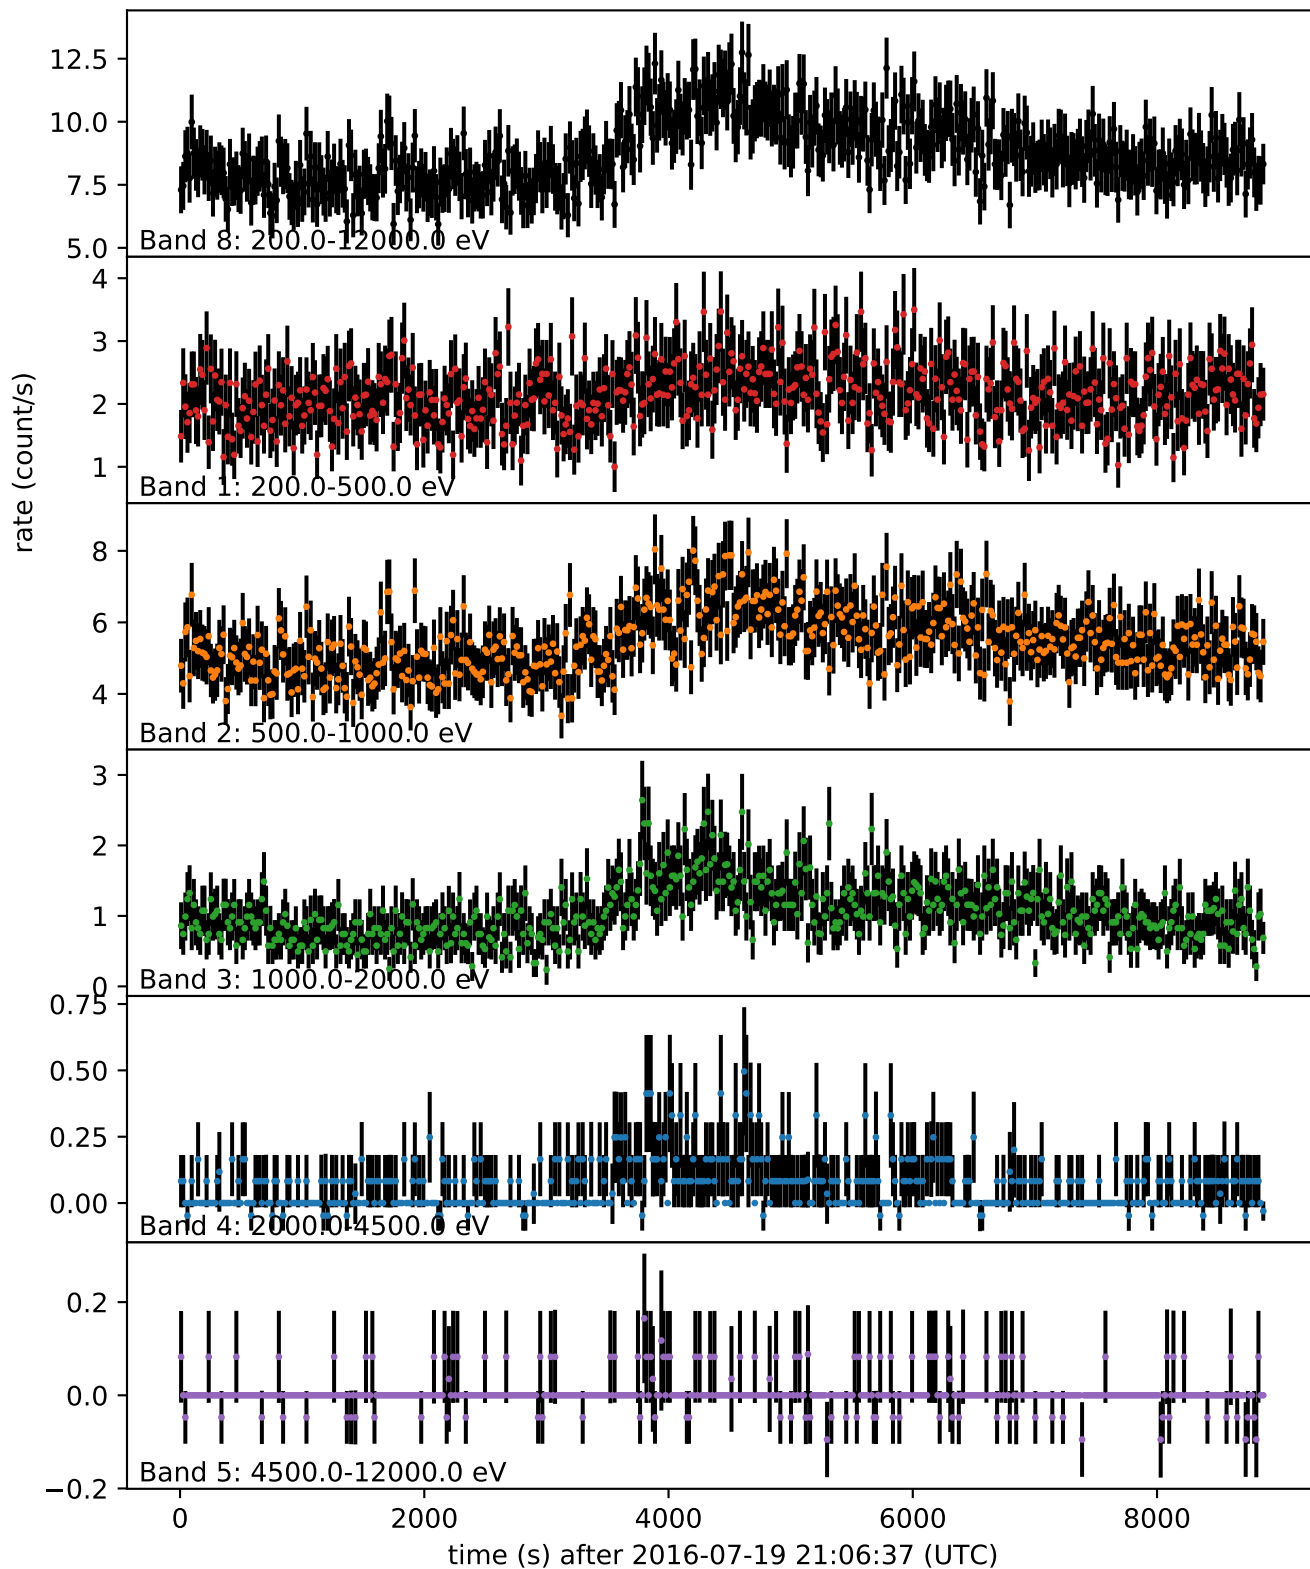 12.5
10.0
7.5
5.0
Band 8: 200.0-12000.0 eV
4
3
2
1
Band 1: 200.0-500.0 eV
rate (count/s)
8
6
4
Band 2: 500.0-1000.0 eV
3
2
1
0
Band 3: 1000.0-2000.0 eV
0.75
0.50
0.25
0.00
Band 4: 2000.0-4500.0 eV
0.2
0.0
−0.2
Band 5: 4500.0-12000.0 eV
0 2000 4000 6000 8000
time (s) after 2016-07-19 21:06:37 (UTC)